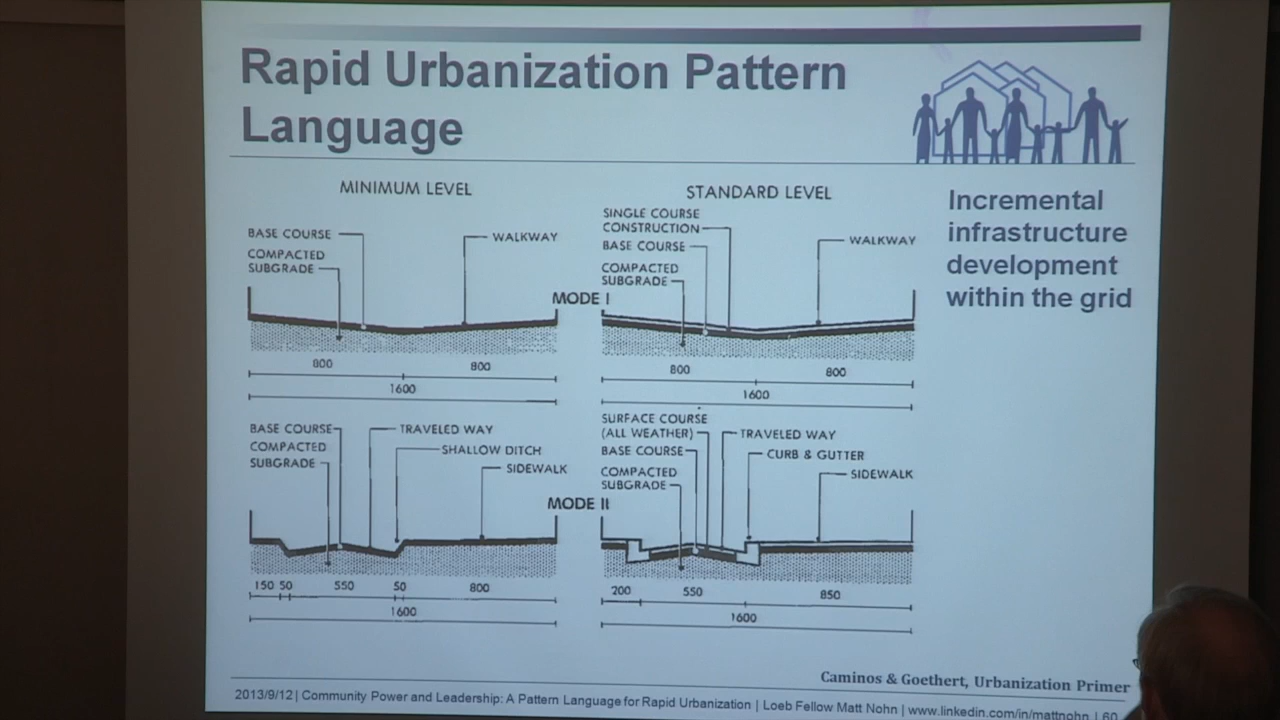 Rapid Urbanization Pattern
Language
MINIMUM LEVEL
BASE COURSE
COMPACTED
SUBGRADE
WALKWAY
800
800
1600
STANDARD LEVEL
SINGLE COURSE
CONSTRUCTION
BASE COURSE
COMPACTED
SUBGRADE
WALKWAY
MODE I
800
800
1600
BASE COURSE
COMPACTED
SUBGRADE
TRAVELED WAY
SHALLOW DITCH
SIDEWALK
MODE II
150 50
550
50
800
1600
SURFACE COURSE
(ALL WEATHER)
BASE COURSE
COMPACTED
SUBGRADE
TRAVELED WAY
CURB & GUTTER
SIDEWALK
200
550
850
1600
Incremental
infrastructure
development
within the grid
Caminos & Goethert, Urbanization Primer
2013/9/12 | Community Power and Leadership: A Pattern Language for Rapid Urbanization | Loeb Fellow Matt Nohn | www.linkedin.com/in/mattnohn | 60